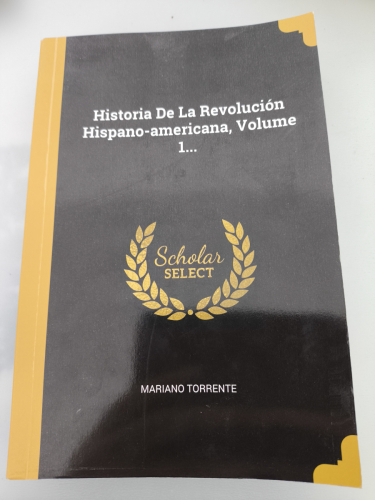 Historia De La Revolución
Hispano-americana, Volume
1...
Scholar
SELECT
MARIANO TORRENTE